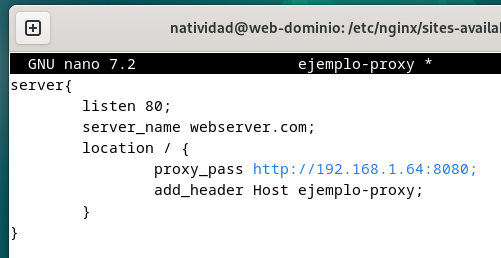 natividad@web-dominio: /etc/nginx/sites-availa
GNU nano 7.2 ejemplo-proxy *
server{
listen 80;
server_name webserver.com;
location / {
proxy_pass http://192.168.1.64:8080;
add_header Host ejemplo-proxy;
}
}